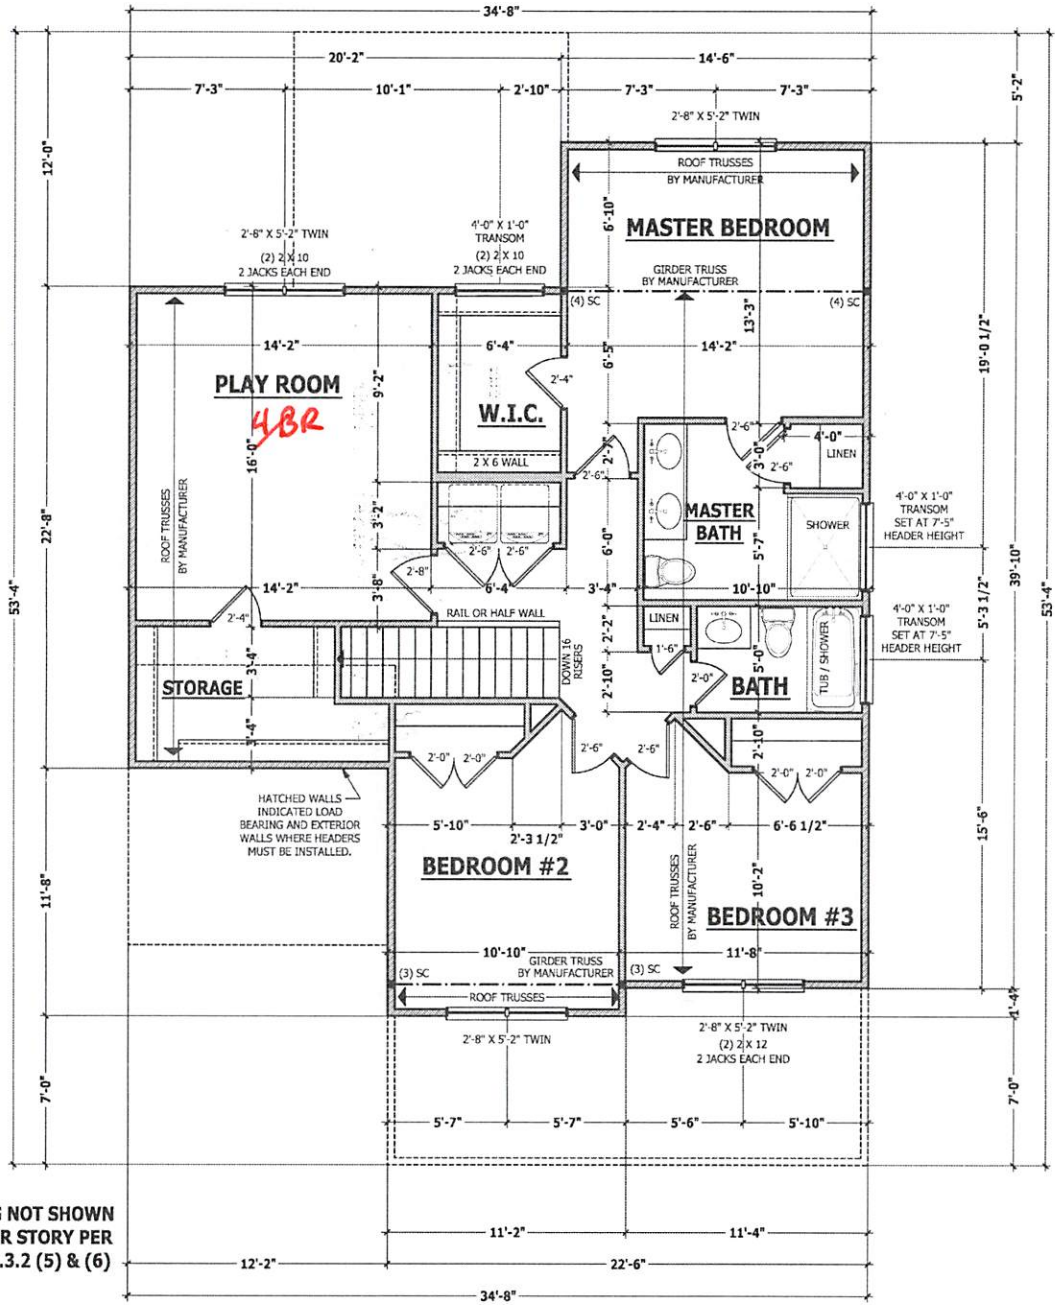 34'-8"
20'-2"
14'-6"
7'-3"
10'-1"
2'-10"
7'-3"
7'-3"
5'-2"
12'-0"
2'-8" X 5'-2" TWIN
ROOF TRUSSES
BY MANUFACTURER
6'-10"
MASTER BEDROOM
2'-8" X 5'-2" TWIN
(2) 2 X 10
2 JACKS EACH END
4'-0" X 1'-0"
TRANSOM
(2) 2 X 10
2 JACKS EACH END
GIRDER TRUSS
BY MANUFACTURER
(4) SC
(4) SC
13'-3"
19'-0 1/2"
14'-2"
6'-4"
6'-5"
14'-2"
9'-2"
2'-4"
PLAY ROOM
4BR
16'-0"
W.I.C.
2 X 6 WALL
2'-7"
2'-6"
2'-6"
3'-0"
2'-6"
4'-0"
LINEN
ROOF TRUSSES
BY MANUFACTURER
3'-2"
MASTER
BATH
SHOWER
4'-0" X 1'-0"
TRANSOM
SET AT 7'-5"
HEADER HEIGHT
22'-8"
53'-4"
6'-0"
5'-7"
39'-10"
53'-4"
2'-6"
2'-6"
2'-8"
3'-8"
14'-2"
6'-4"
3'-4"
10'-10"
5'-3 1/2"
2'-4"
RAIL OR HALF WALL
2'-2"
LINEN
4'-0" X 1'-0"
TRANSOM
SET AT 7'-5"
HEADER HEIGHT
3'-4"
DOWN 16
RISERS
1'-6"
5'-0"
TUB / SHOWER
STORAGE
2'-10"
2'-0"
BATH
3'-4"
2'-0"
2'-0"
2'-6"
2'-6"
2'-10"
2'-0"
2'-0"
HATCHED WALLS
INDICATED LOAD
BEARING AND EXTERIOR
WALLS WHERE HEADERS
MUST BE INSTALLED.
5'-10"
2'-3 1/2"
3'-0"
2'-4"
2'-6"
6'-6 1/2"
15'-6"
BEDROOM #2
ROOF TRUSSES
BY MANUFACTURER
10'-2"
11'-8"
BEDROOM #3
10'-10"
11'-8"
GIRDER TRUSS
BY MANUFACTURER
(3) SC
(3) SC
ROOF TRUSSES
1'-4"
2'-8" X 5'-2" TWIN
2'-8" X 5'-2" TWIN
(2) 2 X 12
2 JACKS EACH END
7'-0"
7'-0"
5'-7"
5'-7"
5'-6"
5'-10"
NOT SHOWN
R STORY PER
.3.2 (5) & (6)
11'-2"
11'-4"
12'-2"
22'-6"
34'-8"